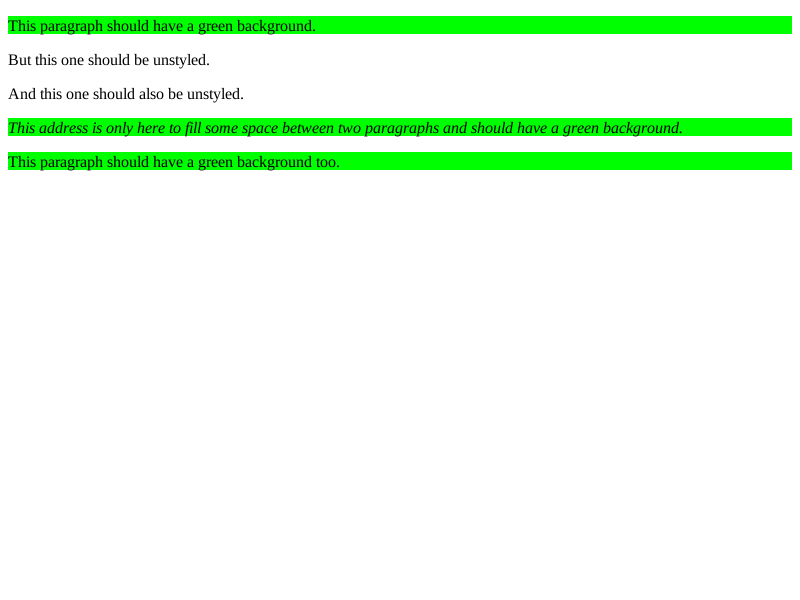 This paragraph should have a green background.
But this one should be unstyled.
And this one should also be unstyled.
This address is only here to fill some space between two paragraphs and should have a green background.
This paragraph should have a green background too.